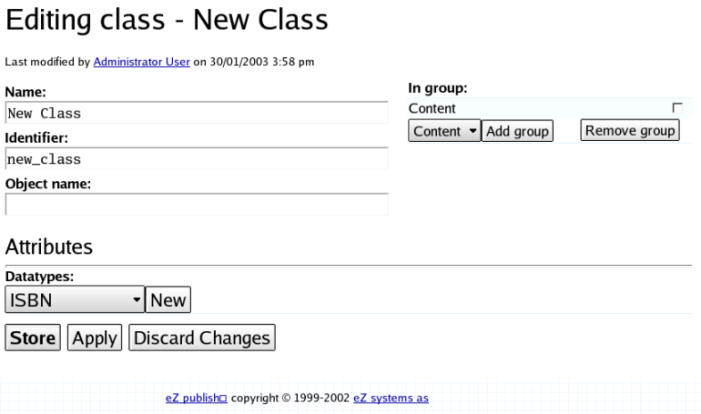 Editing class - New Class
Last modified by Administrator User on 30/01/2003 3:58 pm
Name:
New Class
Identifier:
new_class
Object name:
In group:
Content
Content Add group Remove group
Attributes
Datatypes:
ISBN New
Store Apply Discard Changes
eZ publish□ copyright © 1999-2002 eZ systems as